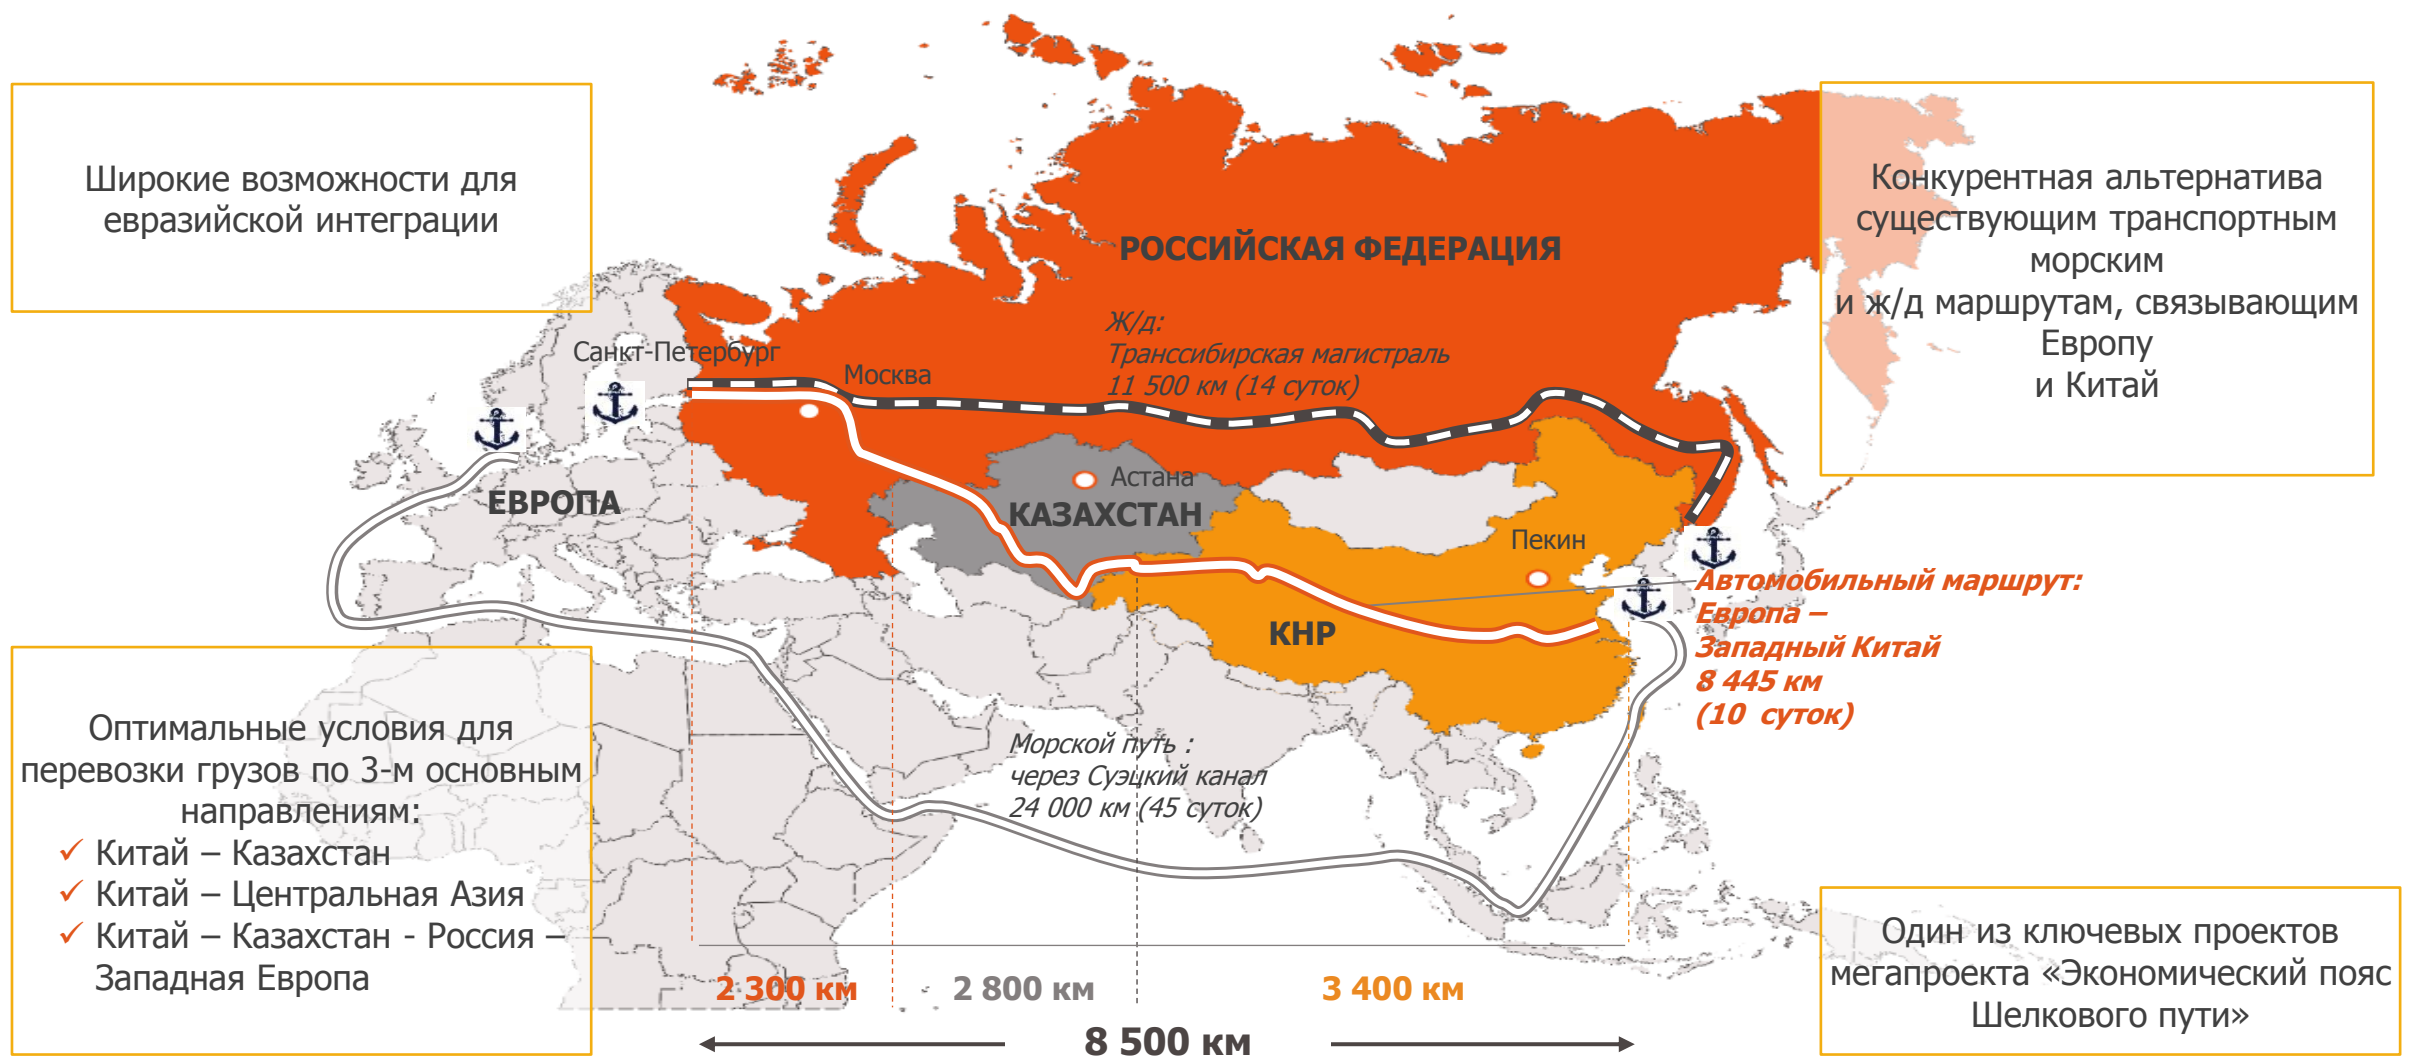 Широкие возможности для
евразийской интеграции
Конкурентная альтернатива
существующим транспортным
морским
и ж/д маршрутам, связывающим
Европу
и Китай
РОССИЙСКАЯ ФЕДЕРАЦИЯ
Ж/д:
Транссибирская магистраль
11 500 км (14 суток)
Санкт-Петербург
Москва
Астана
ЕВРОПА
КАЗАХСТАН
Пекин
КНР
Автомобильный маршрут:
Европа –
Западный Китай
8 445 км
(10 суток)
Морской путь :
через Суэцкий канал
24 000 км (45 суток)
Оптимальные условия для
перевозки грузов по 3-м основным
направлениям:
✓ Китай – Казахстан
✓ Китай – Центральная Азия
✓ Китай – Казахстан - Россия –
Западная Европа
Один из ключевых проектов
мегапроекта «Экономический пояс
Шелкового пути»
2 300 км
2 800 км
3 400 км
8 500 км